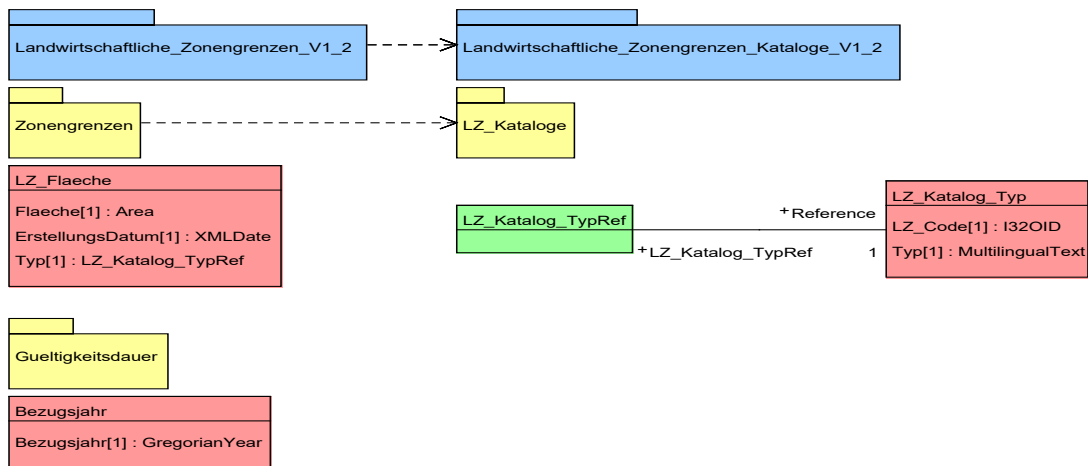 Landwirtschaftliche_Zonengrenzen_V1_2
Landwirtschaftliche_Zonengrenzen_Kataloge_V1_2
Zonengrenzen
LZ_Kataloge
LZ_Flaeche
Flaeche[1] : Area
ErstellungsDatum[1] : XMLDate
Typ[1] : LZ_Katalog_TypRef
LZ_Katalog_TypRef
+Reference
+LZ_Katalog_TypRef
1
LZ_Katalog_Typ
LZ_Code[1] : I32OID
Typ[1] : MultilingualText
Gueltigkeitsdauer
Bezugsjahr
Bezugsjahr[1] : GregorianYear